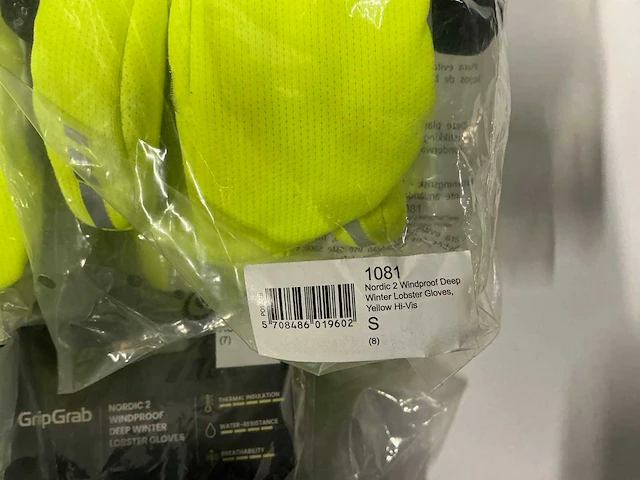 1081
Nordic 2 Windproof Deep
Winter Lobster Gloves,
Yellow Hi-Vis
S
(8)
5 708486 019602
(7)
GripGrab
NORDIC 2
WINDPROOF
DEEP WINTER
LOBSTER GLOVES
THERMAL INSULATION
WATER-RESISTANCE
BREATHABILITY